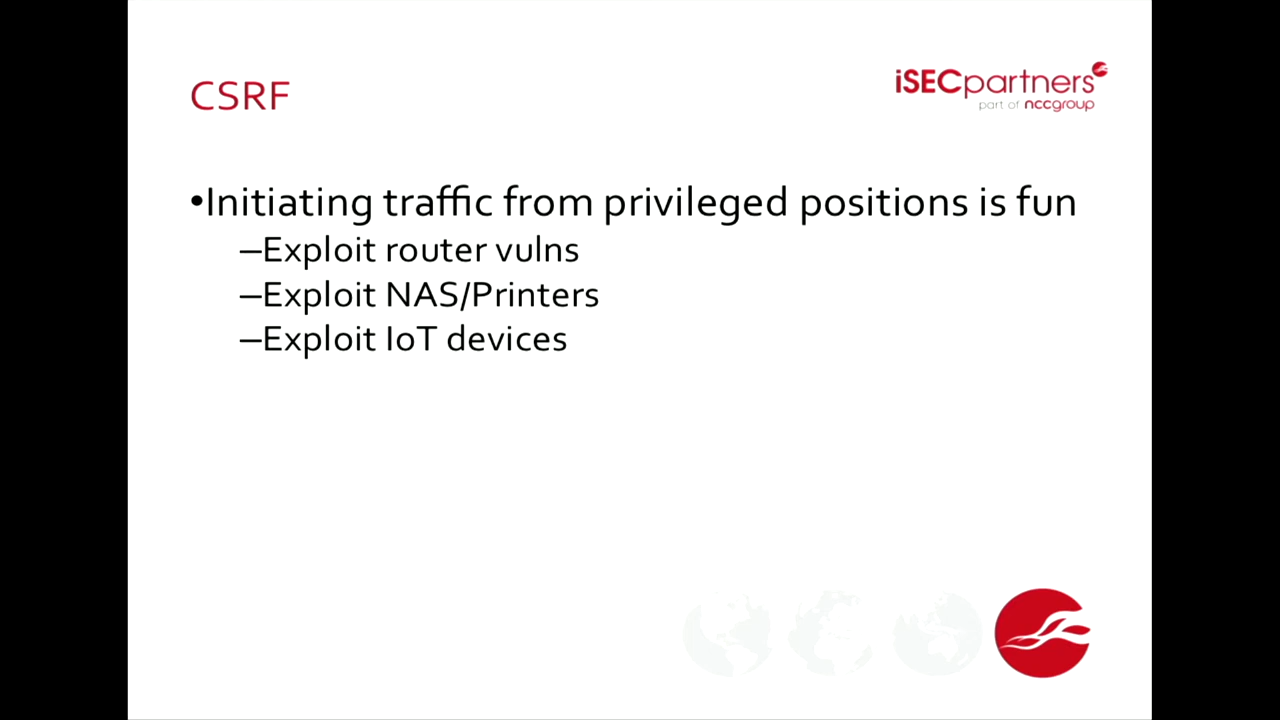 CSRF
iSECpartners
part of nccgroup
•Initiating traffic from privileged positions is fun
–Exploit router vulns
–Exploit NAS/Printers
–Exploit IoT devices